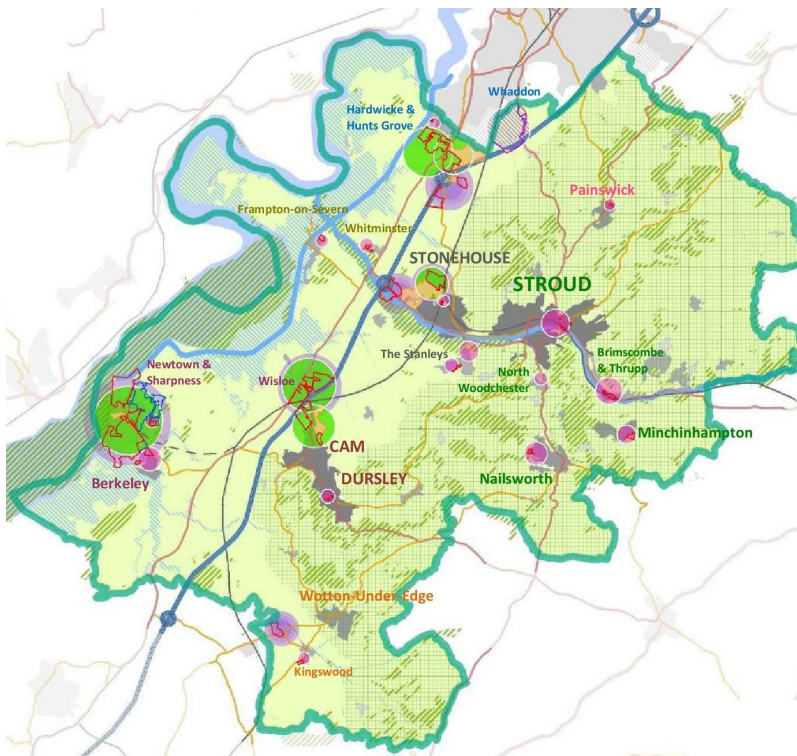 Whaddon
Hardwicke &
Hunts Grove
Painswick
Frampton-on-Severn
Whitminster
STONEHOUSE
STROUD
The Stanleys
Newtown &
Sharpness
Wisloe
North
Woodchester
Brimscombe
& Thrupp
CAM
Minchinhampton
DURSLEY
Berkeley
Nailsworth
Wotton-Under-Edge
Kingswood